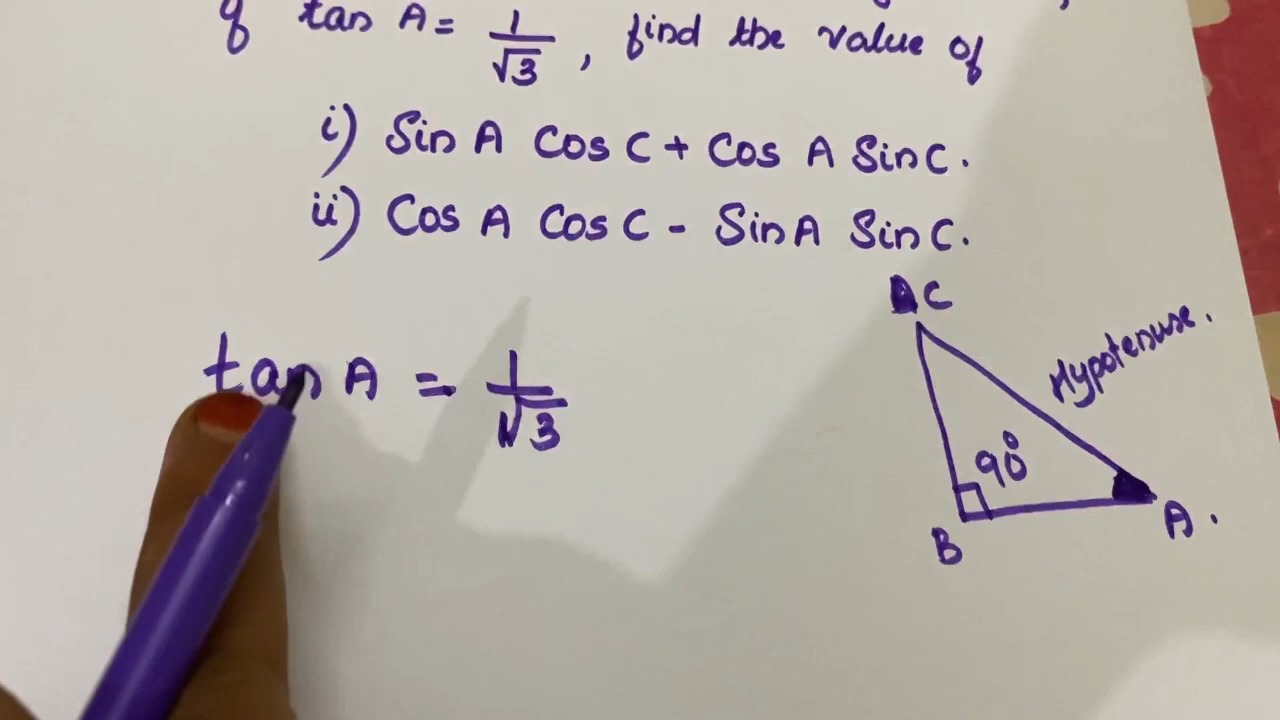 If tan A = 1/√3, find the value of
i) Sin A Cos C + Cos A Sin C.
ii) Cos A Cos C - Sin A Sin C.
C
Hypotenuse.
tan A = 1/√3
90°
B
A.